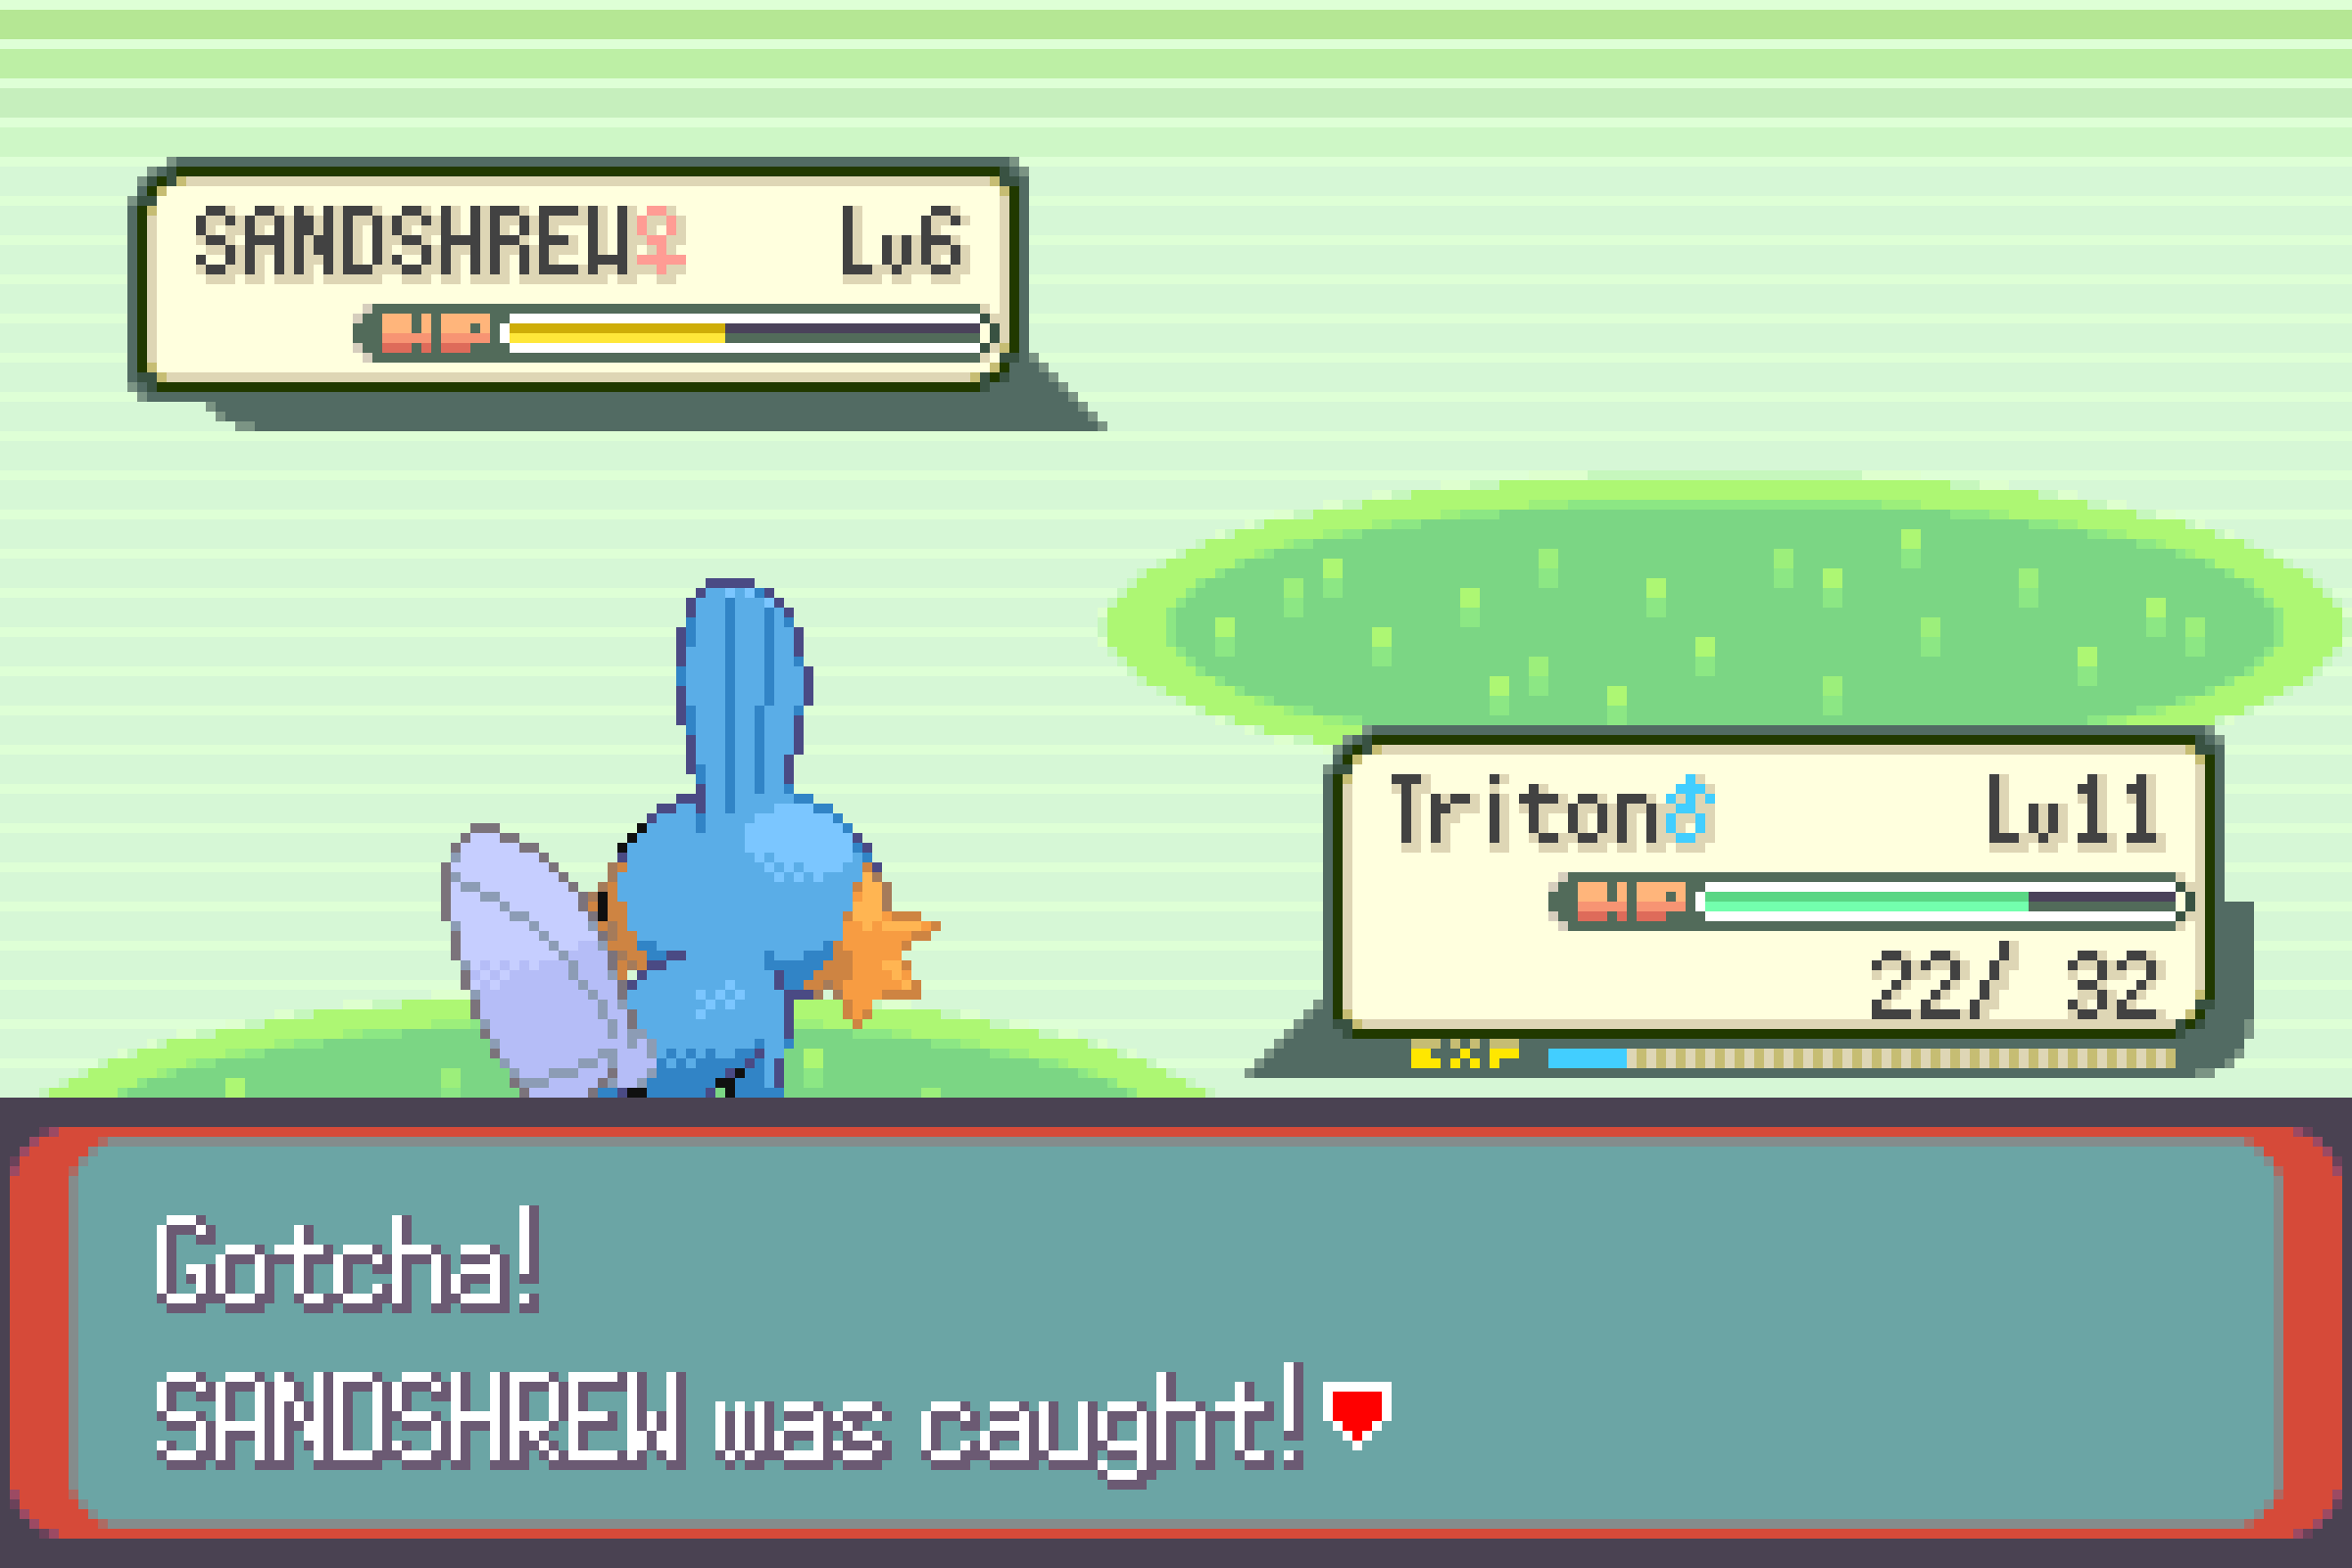 SANDSHREW♀ Lv6
HP
Triton♂ Lv11
HP
22/ 32
EXP
Gotcha!
SANDSHREW was caught!